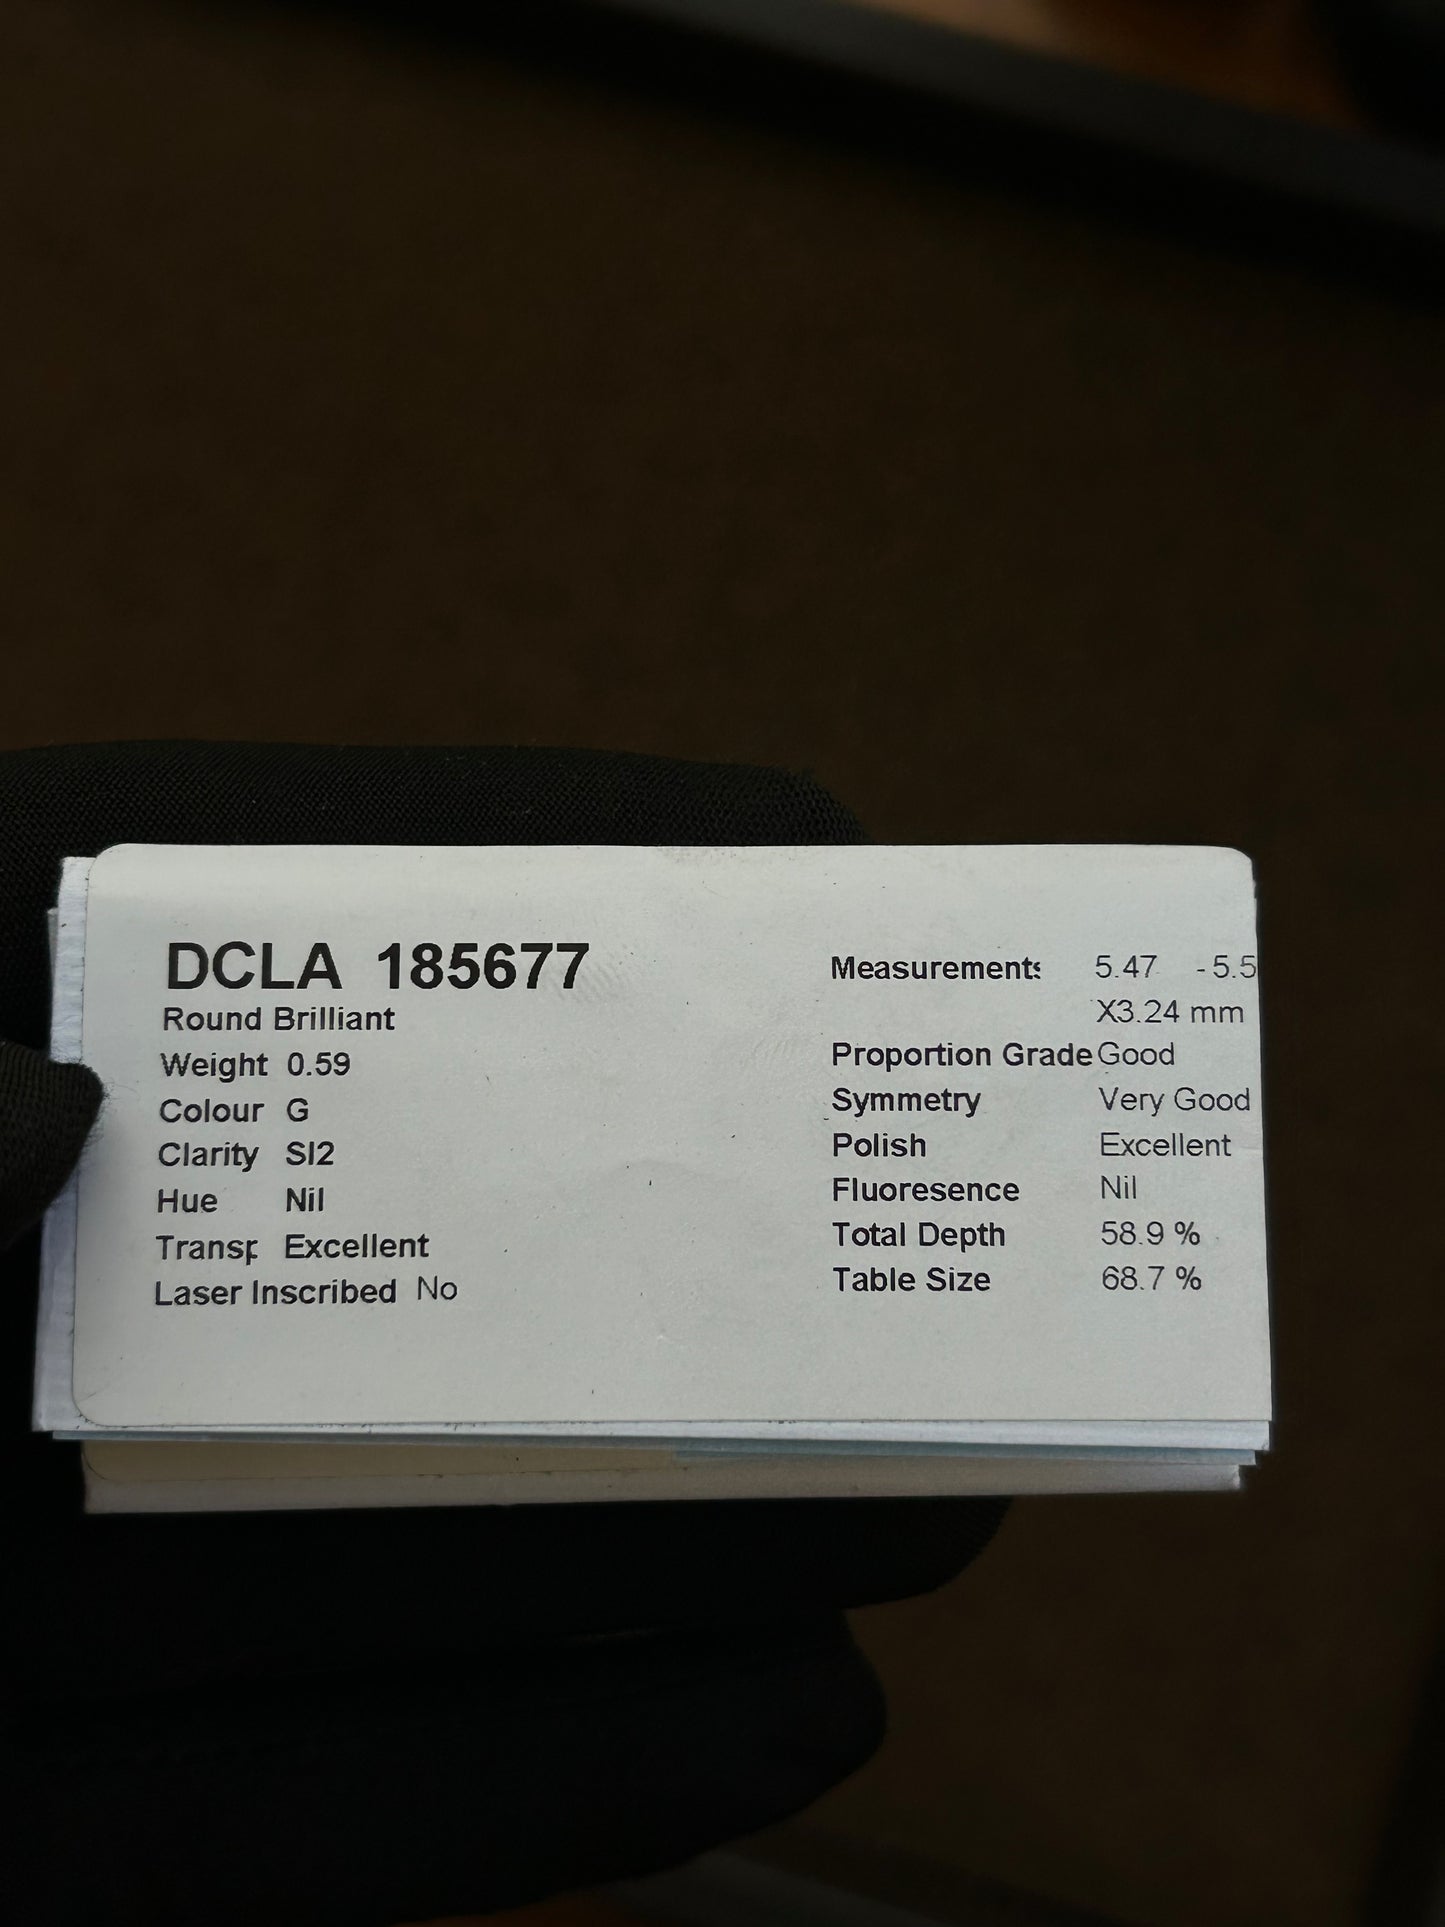 DCLA 185677
Round Brilliant
Weight 0.59
Colour G
Clarity SI2
Hue Nil
Transp Excellent
Laser Inscribed No
Measurements 5.47 - 5.5
X3.24 mm
Proportion Grade Good
Symmetry Very Good
Polish Excellent
Fluoresence Nil
Total Depth 58.9 %
Table Size 68.7 %